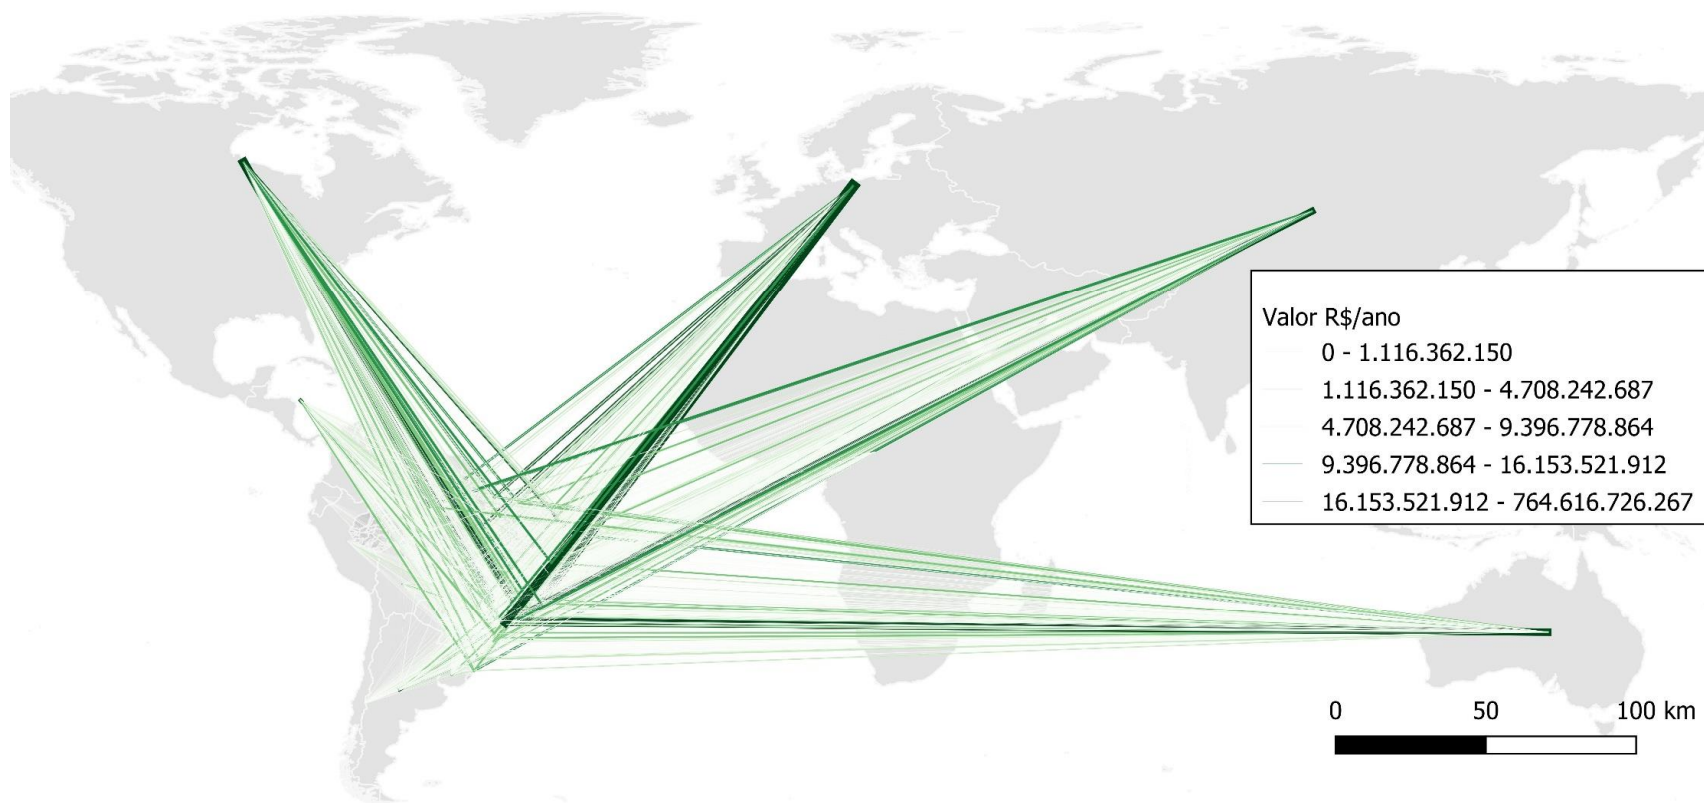 Valor R$/ano
0 - 1.116.362.150
1.116.362.150 - 4.708.242.687
4.708.242.687 - 9.396.778.864
9.396.778.864 - 16.153.521.912
16.153.521.912 - 764.616.726.267
0 50 100 km